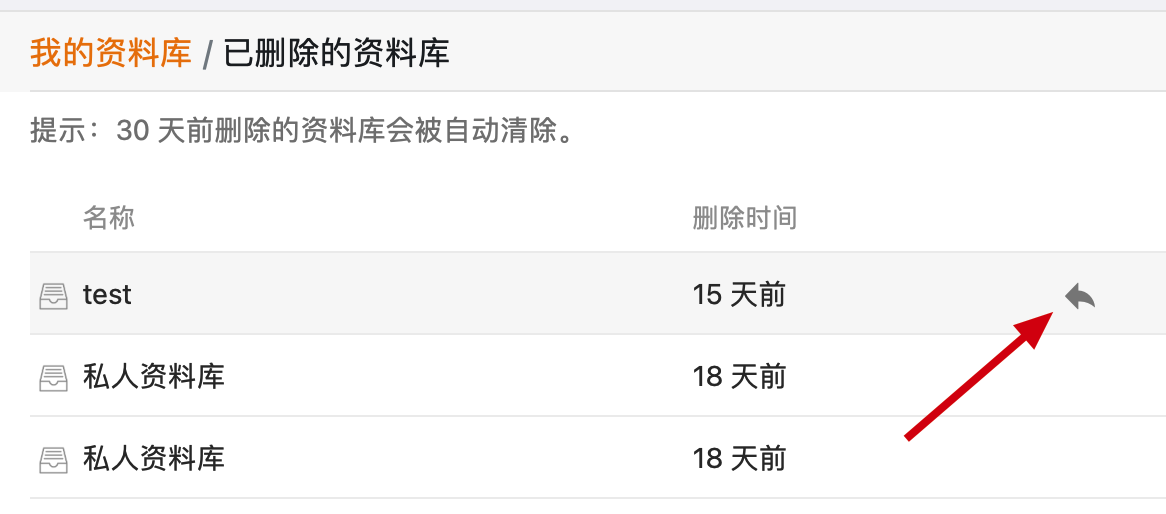 我的资料库 / 已删除的资料库
提示：30 天前删除的资料库会被自动清除。
名称 删除时间
test 15 天前
私人资料库 18 天前
私人资料库 18 天前